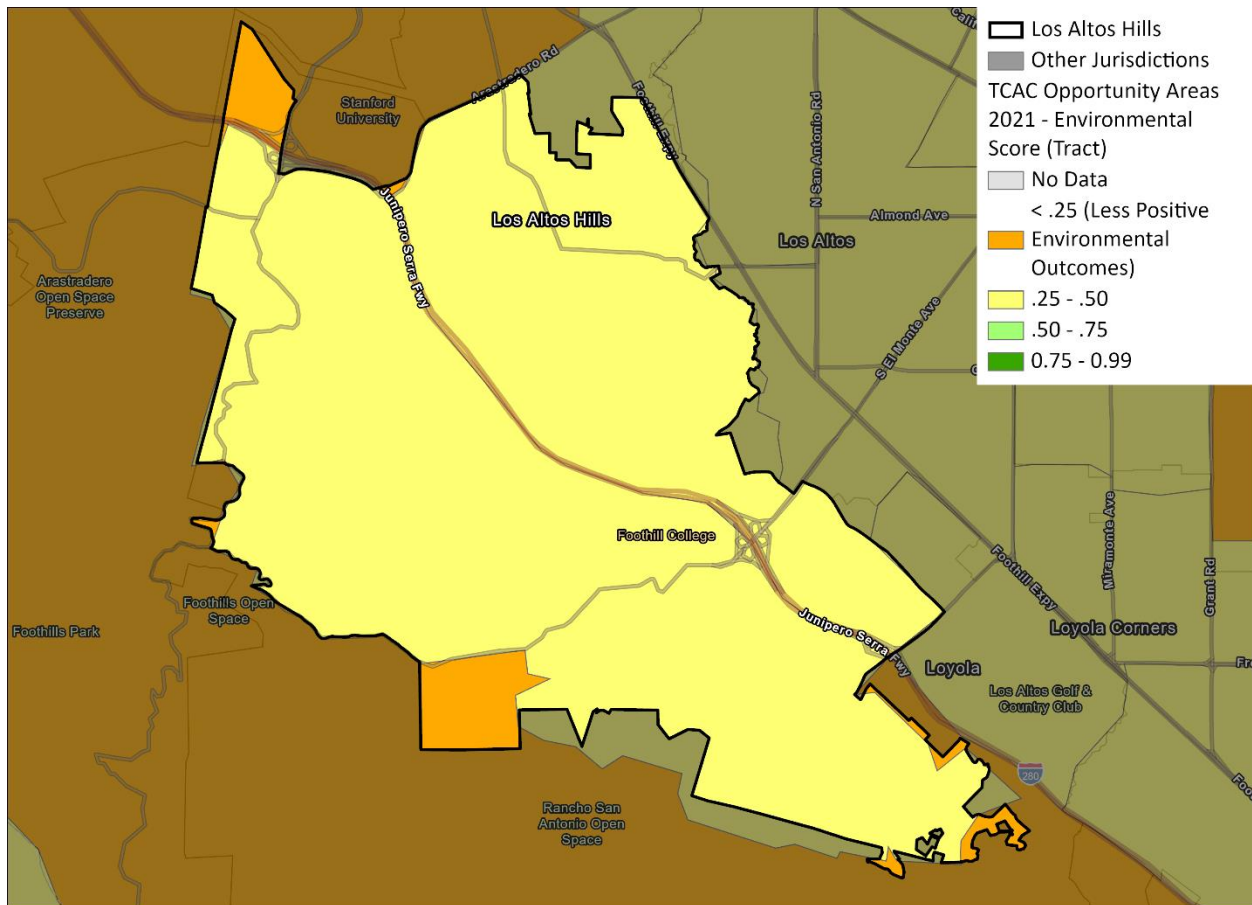 Los Altos Hills
Other Jurisdictions
TCAC Opportunity Areas
2021 - Environmental
Score (Tract)
No Data
< .25 (Less Positive
Environmental
Outcomes)
.25 - .50
.50 - .75
0.75 - 0.99
Arastradero Rd
Stanford
University
Foothill Expy
N San Antonio Rd
Almond Ave
Junipero Serra Fwy
Los Altos Hills
Los Altos
Arastradero
Open Space
Preserve
S El Monte Ave
Foothill College
Foothill Expy
Miramonte Ave
Grant Rd
Foothills Open
Space
Foothills Park
Junipero Serra Fwy
Loyola Corners
Loyola
Los Altos Golf &
Country Club
280
Rancho San
Antonio Open
Space